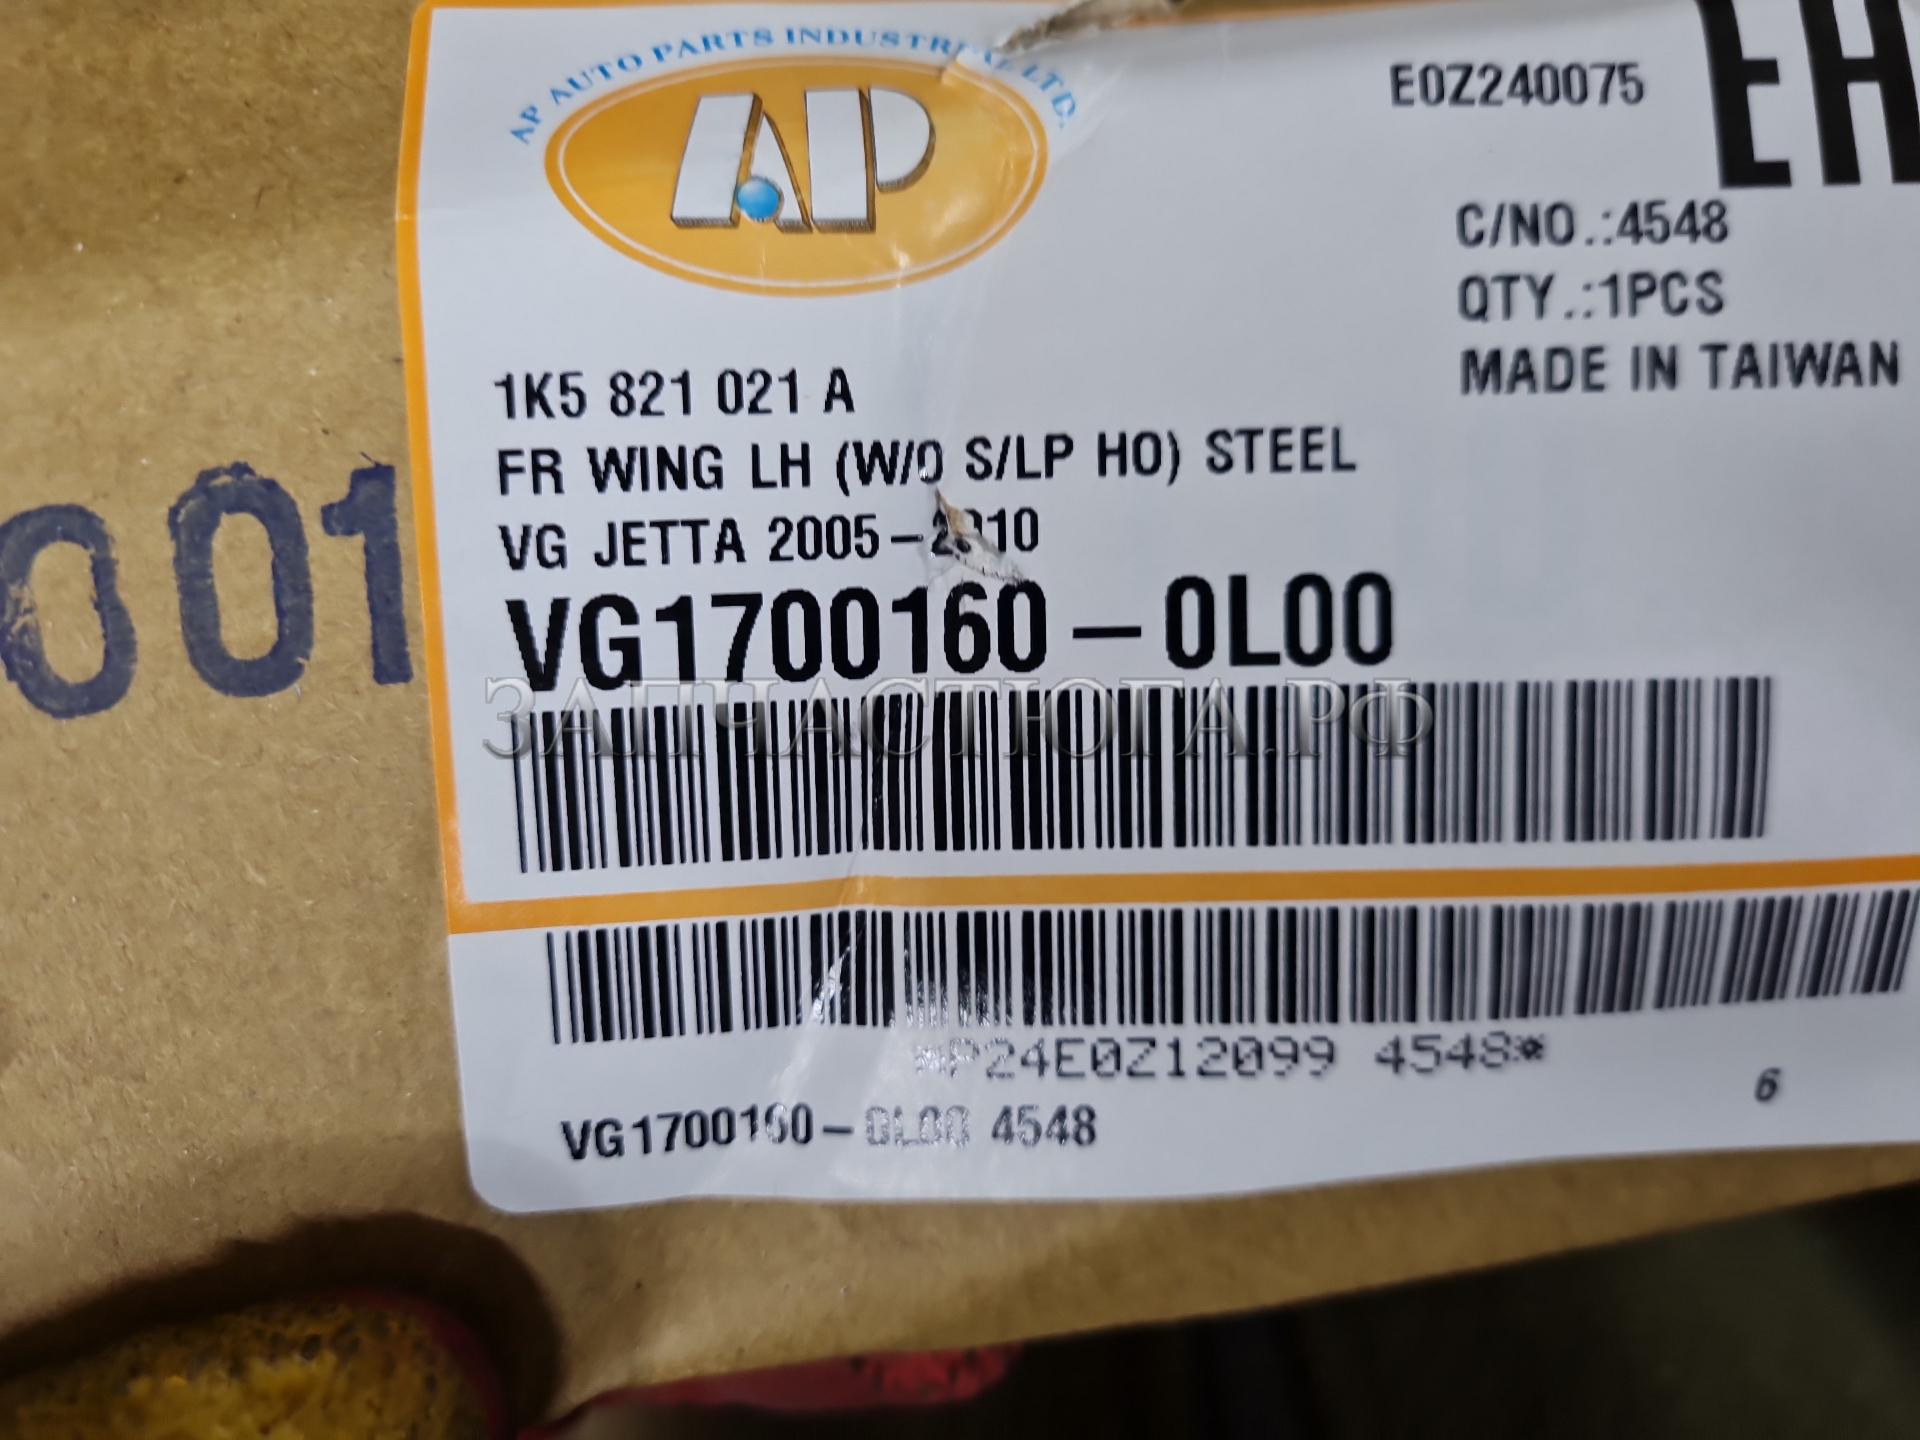 AP AUTO PARTS INDUSTRIAL LTD.
AP
E0Z240075
EH
C/NO.:4548
QTY.:1PCS
MADE IN TAIWAN
1K5 821 021 A
FR WING LH (W/O S/LP HO) STEEL
VG JETTA 2005-2010
VG1700160-0L00
001
ЗАПЧАСТЮГА.РФ
*P24E0Z12099 4548*
6
VG1700160-0L00 4548